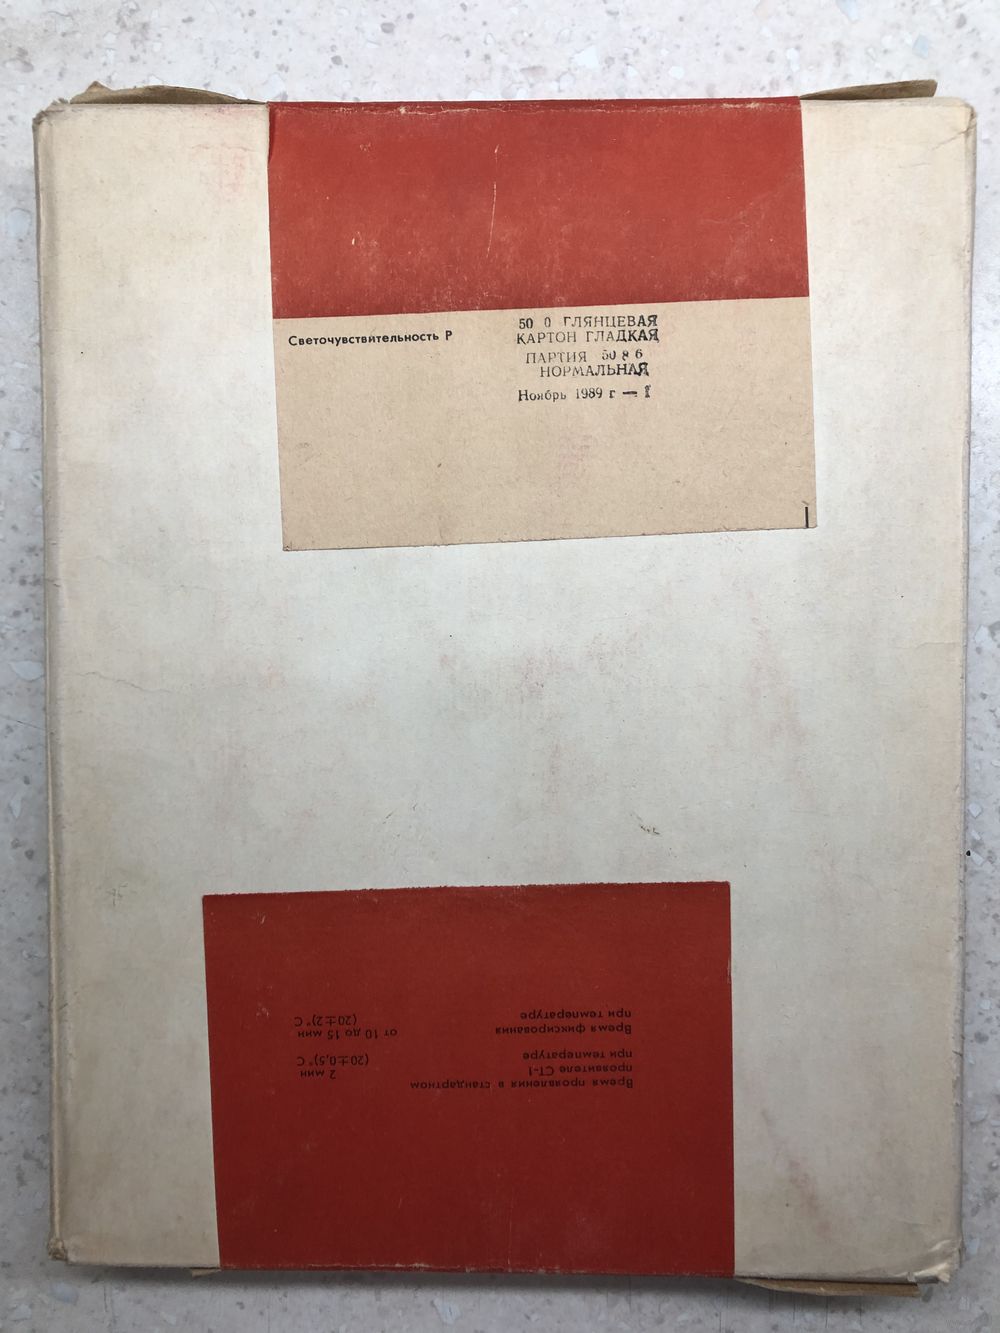 Светочувствительность Р
50 0 ГЛЯНЦЕВАЯ
КАРТОН ГЛАДКАЯ
ПАРТИЯ 50 8 6
НОРМАЛЬНАЯ
Ноябрь 1989 г — I
Время проявления в стандартном
проявителе СТ-1 2 мин
при температуре (20±0,5)° С
Время фиксирования от 10 до 15 мин
при температуре (20±2)° С